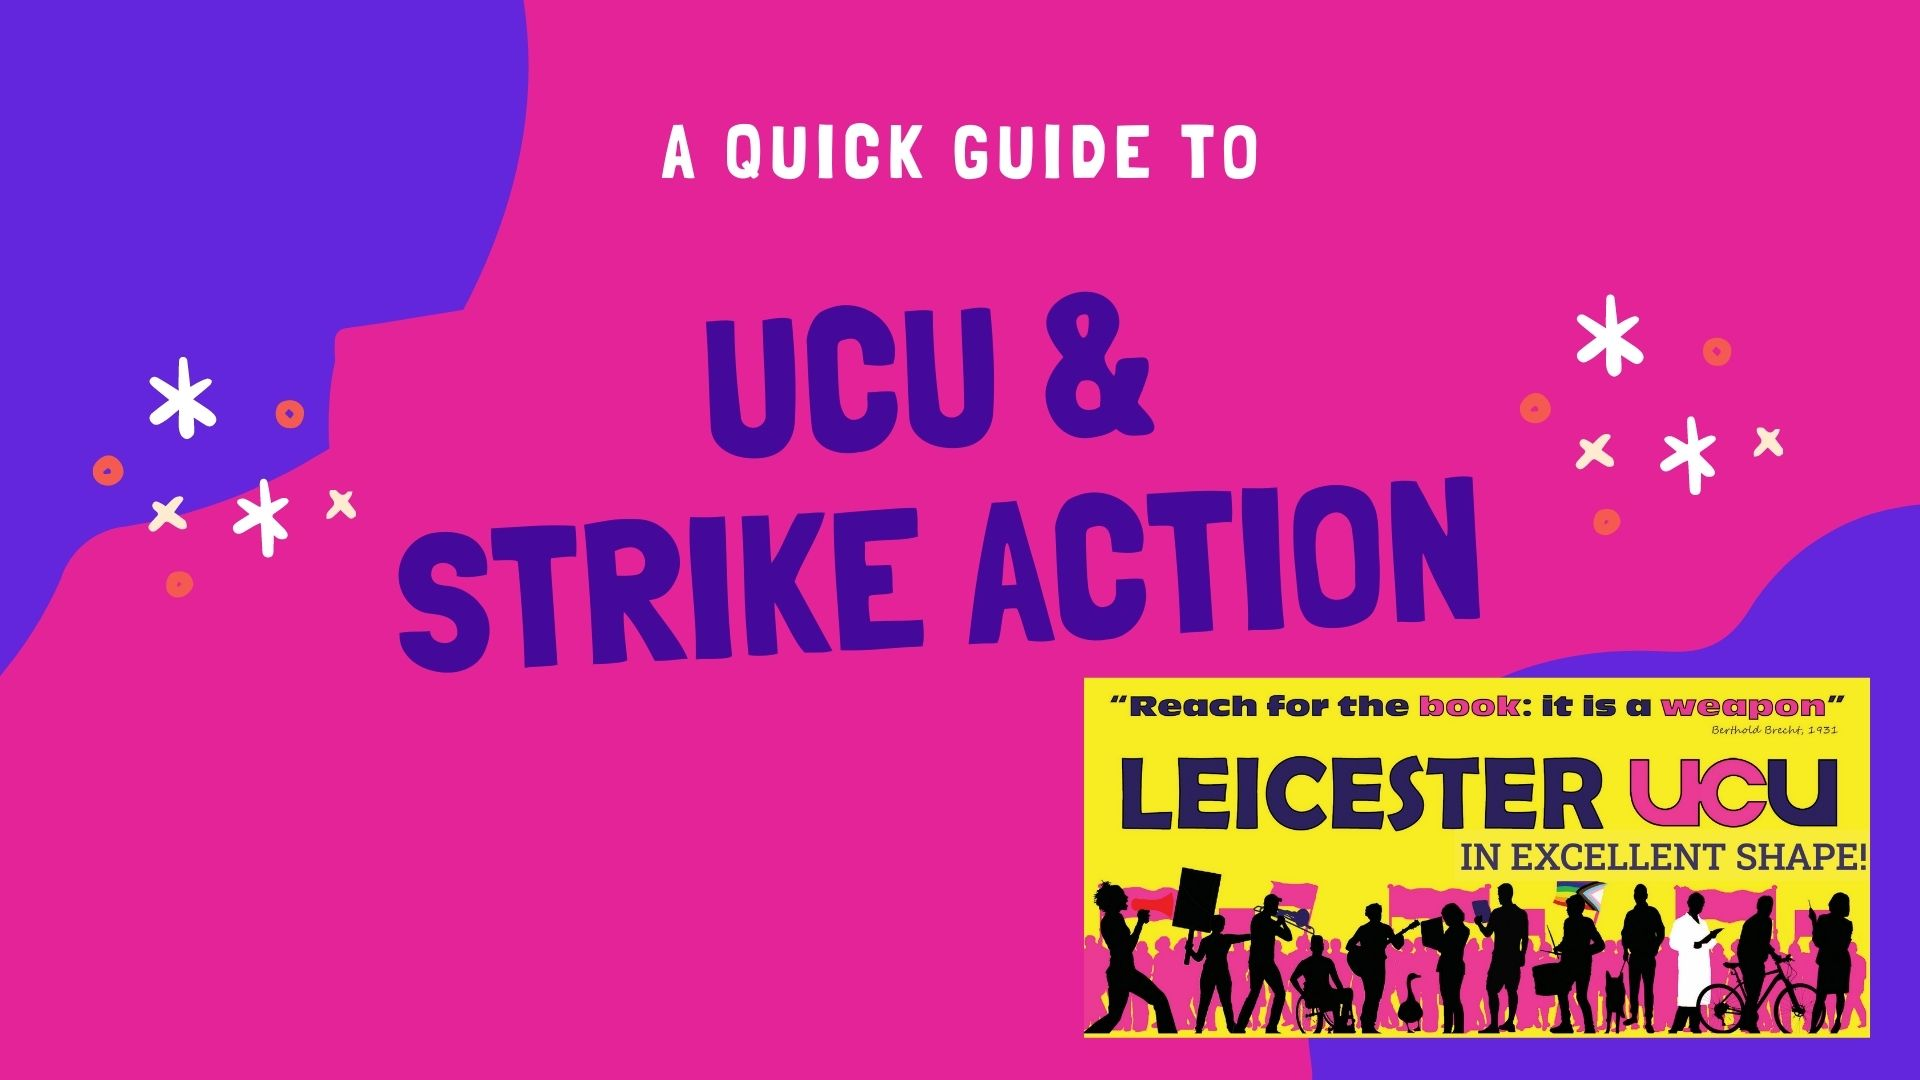 A QUICK GUIDE TO
UCU &
STRIKE ACTION
“Reach for the book: it is a weapon”
Berthold Brecht, 1931
LEICESTER UCU
IN EXCELLENT SHAPE!